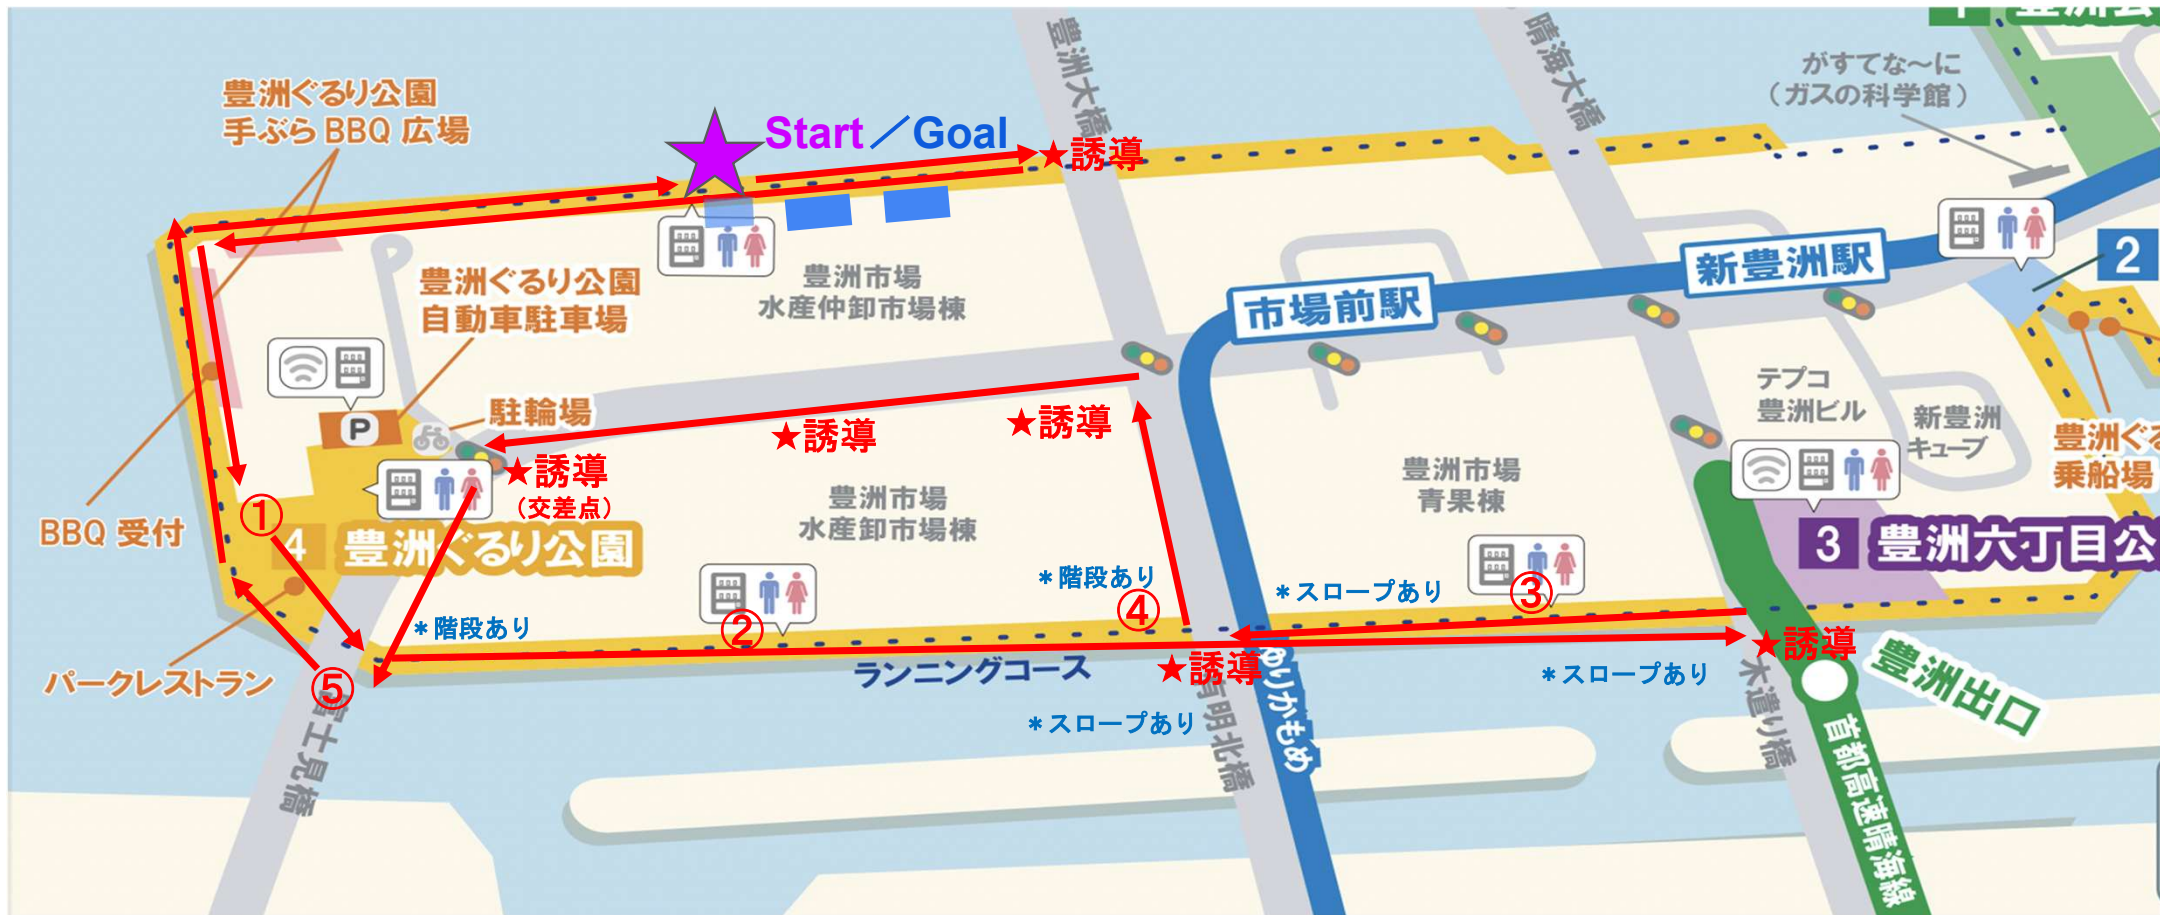 豊洲ぐるり公園
手ぶら BBQ 広場
Start ／Goal
★誘導
豊洲大橋
晴海大橋
がすてな〜に
（ガスの科学館）
豊洲ぐるり公園
自動車駐車場
豊洲市場
水産仲卸市場棟
市場前駅
新豊洲駅
2
P
駐輪場
★誘導
★誘導
★誘導
（交差点）
BBQ 受付
①
4 豊洲ぐるり公園
豊洲市場
水産卸市場棟
豊洲市場
青果棟
テプコ
豊洲ビル
新豊洲
キューブ
豊洲ぐる
乗船場
3 豊洲六丁目公
＊階段あり
②
＊階段あり
④
＊スロープあり
③
パークレストラン
⑤
ランニングコース
★誘導
★誘導
＊スロープあり
＊スロープあり
富士見橋
有明北橋
ゆりかもめ
木遣り橋
豊洲出口
首都高速晴海線